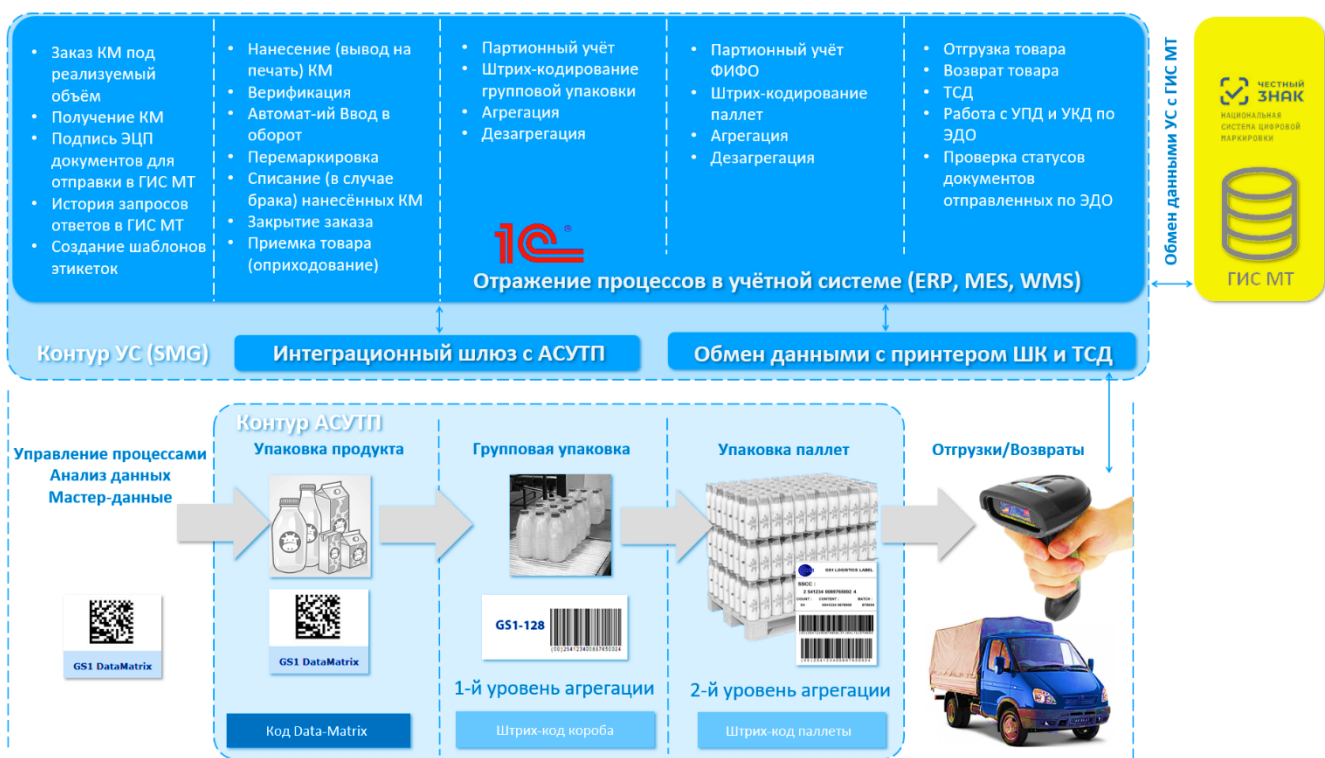 • Заказ КМ под
реализуемый
объём
• Получение КМ
• Подпись ЭЦП
документов для
отправки в ГИС МТ
• История запросов
ответов в ГИС МТ
• Создание шаблонов
этикеток
• Нанесение (вывод на
печать) КМ
• Верификация
• Автомат-ий Ввод в
оборот
• Перемаркировка
• Списание (в случае
брака) нанесённых КМ
• Закрытие заказа
• Приемка товара
(оприходование)
• Партионный учёт
• Штрих-кодирование
групповой упаковки
• Агрегация
• Дезагрегация
• Партионный учёт
ФИФО
• Штрих-кодирование
паллет
• Агрегация
• Дезагрегация
• Отгрузка товара
• Возврат товара
• ТСД
• Работа с УПД и УКД по
ЭДО
• Проверка статусов
документов
отправленных по ЭДО
1С®
Отражение процессов в учётной системе (ERP, MES, WMS)
Обмен данными УС с ГИС МТ
ЧЕСТНЫЙ
ЗНАК
НАЦИОНАЛЬНАЯ
СИСТЕМА ЦИФРОВОЙ
МАРКИРОВКИ
ГИС МТ
Контур УС (SMG)
Интеграционный шлюз с АСУТП
Обмен данными с принтером ШК и ТСД
Контур АСУТП
Управление процессами
Анализ данных
Мастер-данные
Упаковка продукта
Групповая упаковка
Упаковка паллет
Отгрузки/Возвраты
GS1 DataMatrix
GS1 DataMatrix
GS1-128
GS1 LOGISTICS LABEL
SSCC :
COUNT : CONTENT : BATCH :
1-й уровень агрегации
2-й уровень агрегации
Код Data-Matrix
Штрих-код короба
Штрих-код паллеты